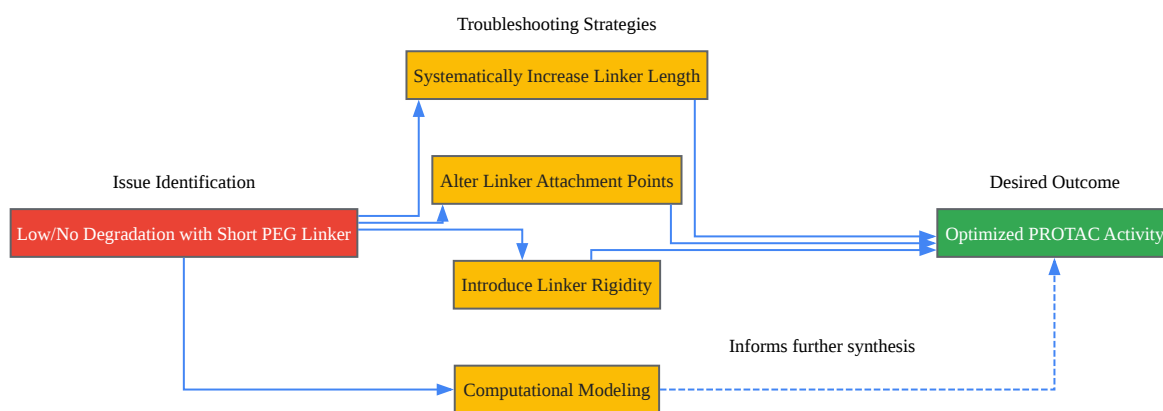 Troubleshooting Strategies
Systematically Increase Linker Length
Alter Linker Attachment Points
Issue Identification
Desired Outcome
Low/No Degradation with Short PEG Linker
Optimized PROTAC Activity
Introduce Linker Rigidity
Informs further synthesis
Computational Modeling